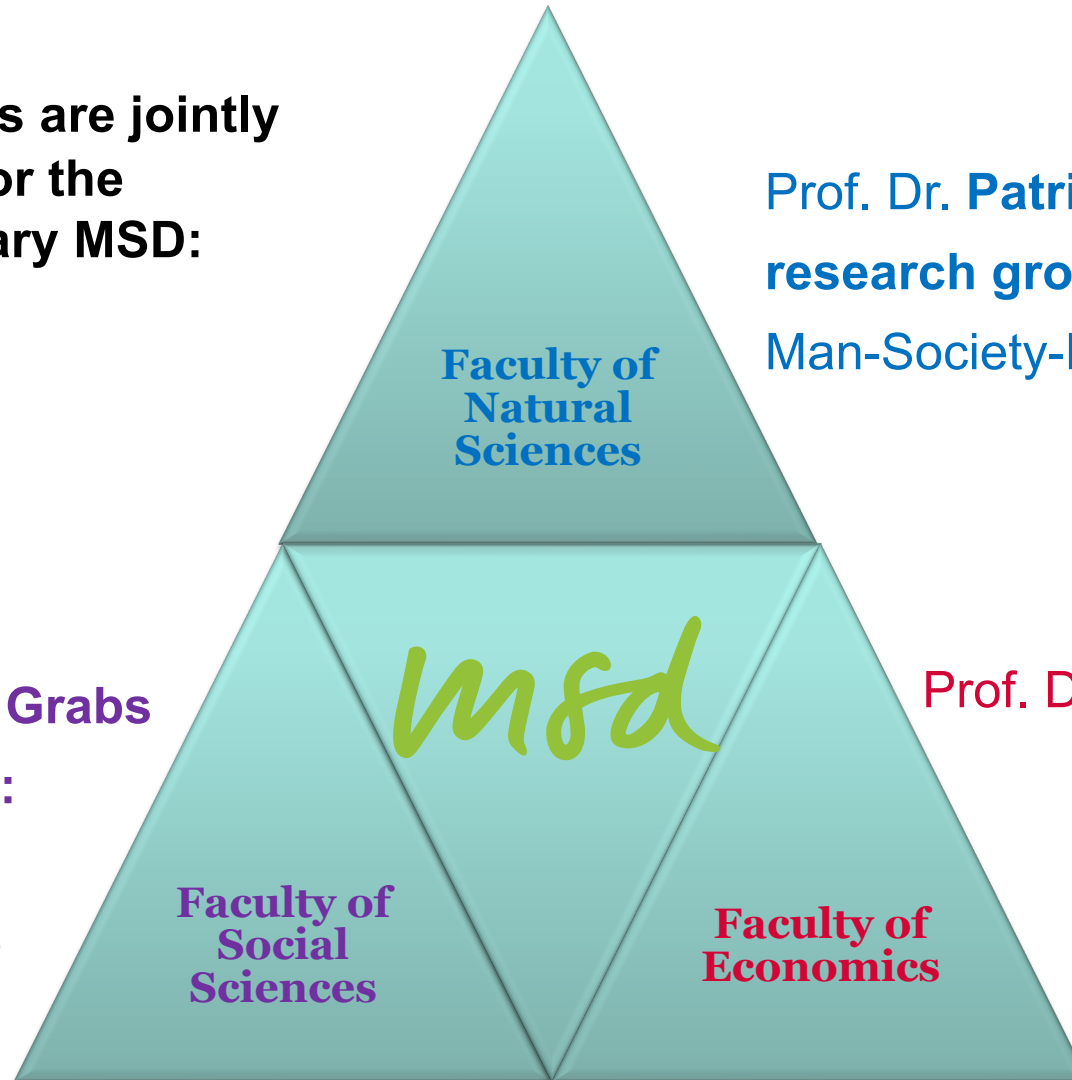 s are jointly
or the
ary MSD:
Prof. Dr. Patri
research gro
Man-Society-
Faculty of
Natural
Sciences
msd
Grabs
:
Prof. D
Faculty of
Social
Sciences
Faculty of
Economics